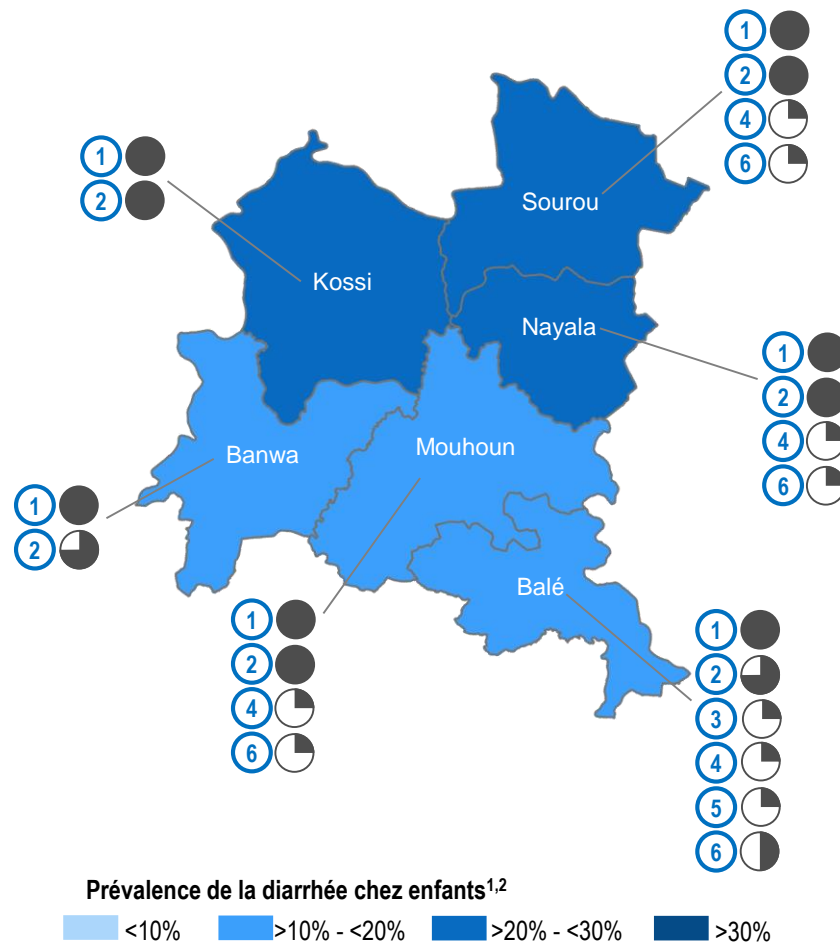 1
2
4
6
1
2
Sourou
Kossi
Nayala
1
2
4
6
Mouhoun
Banwa
1
2
Balé
1
2
4
6
1
2
3
4
5
6
Prévalence de la diarrhée chez enfants1,2
<10% >10% - <20% >20% - <30% >30%